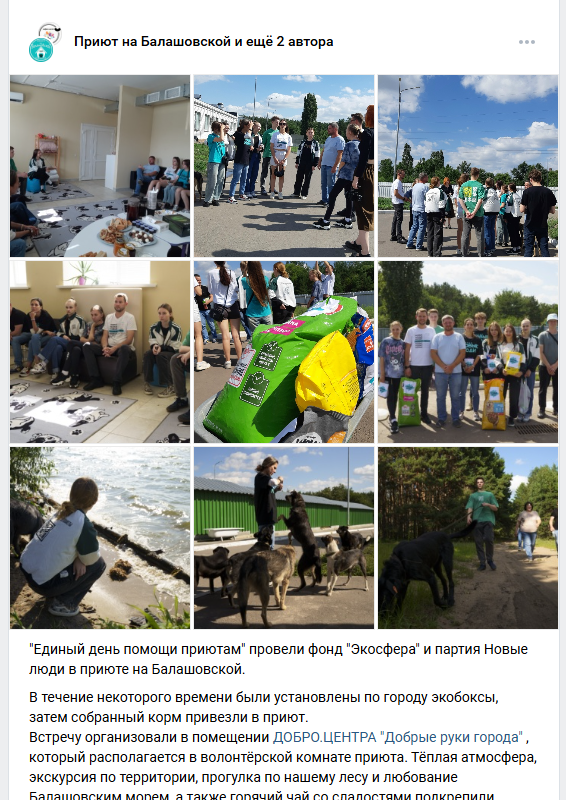 Приют на Балашовской и ещё 2 автора
"Единый день помощи приютам" провели фонд "Экосфера" и партия Новые
люди в приюте на Балашовской.
В течение некоторого времени были установлены по городу экобоксы,
затем собранный корм привезли в приют.
Встречу организовали в помещении ДОБРО.ЦЕНТРА "Добрые руки города" ,
который располагается в волонтёрской комнате приюта. Тёплая атмосфера,
экскурсия по территории, прогулка по нашему лесу и любование
Балашовским морем, а также горячий чай со сладостями подкрепили